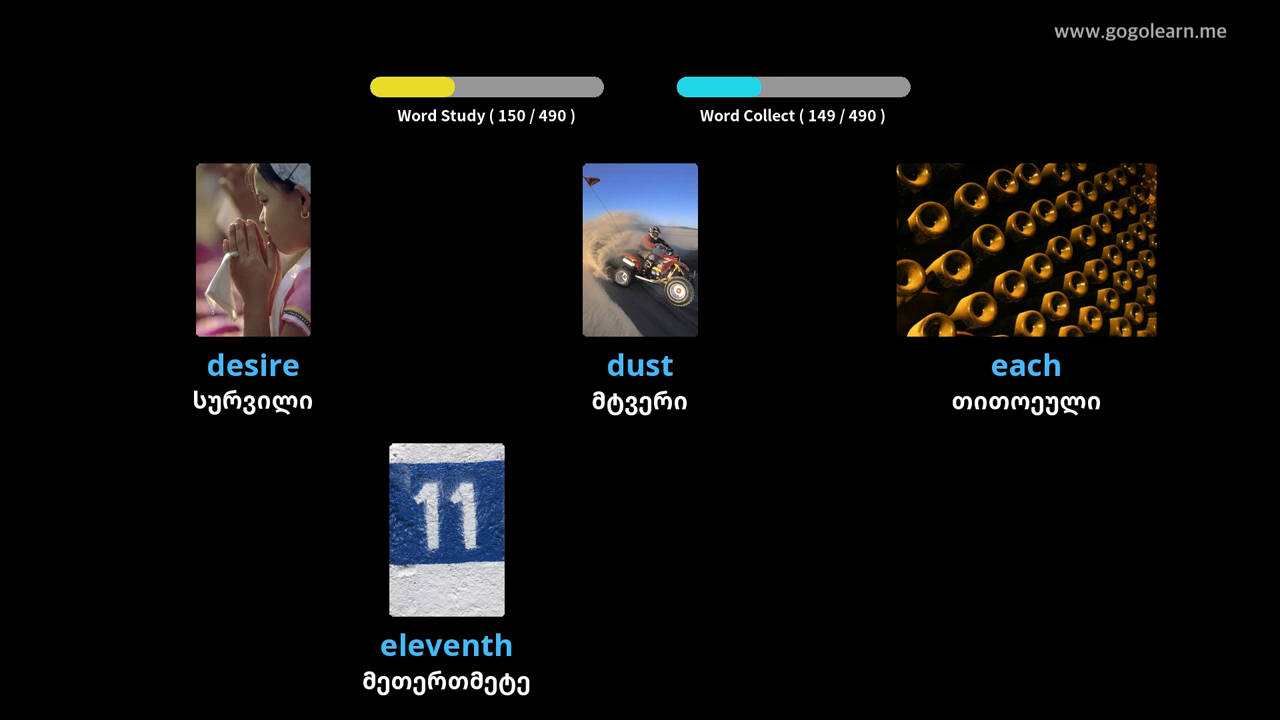 www.gogolearn.me
Word Study ( 150 / 490 )
Word Collect ( 149 / 490 )
desire
სურვილი
dust
მტვერი
each
თითოეული
11
eleventh
მეთერთმეტე